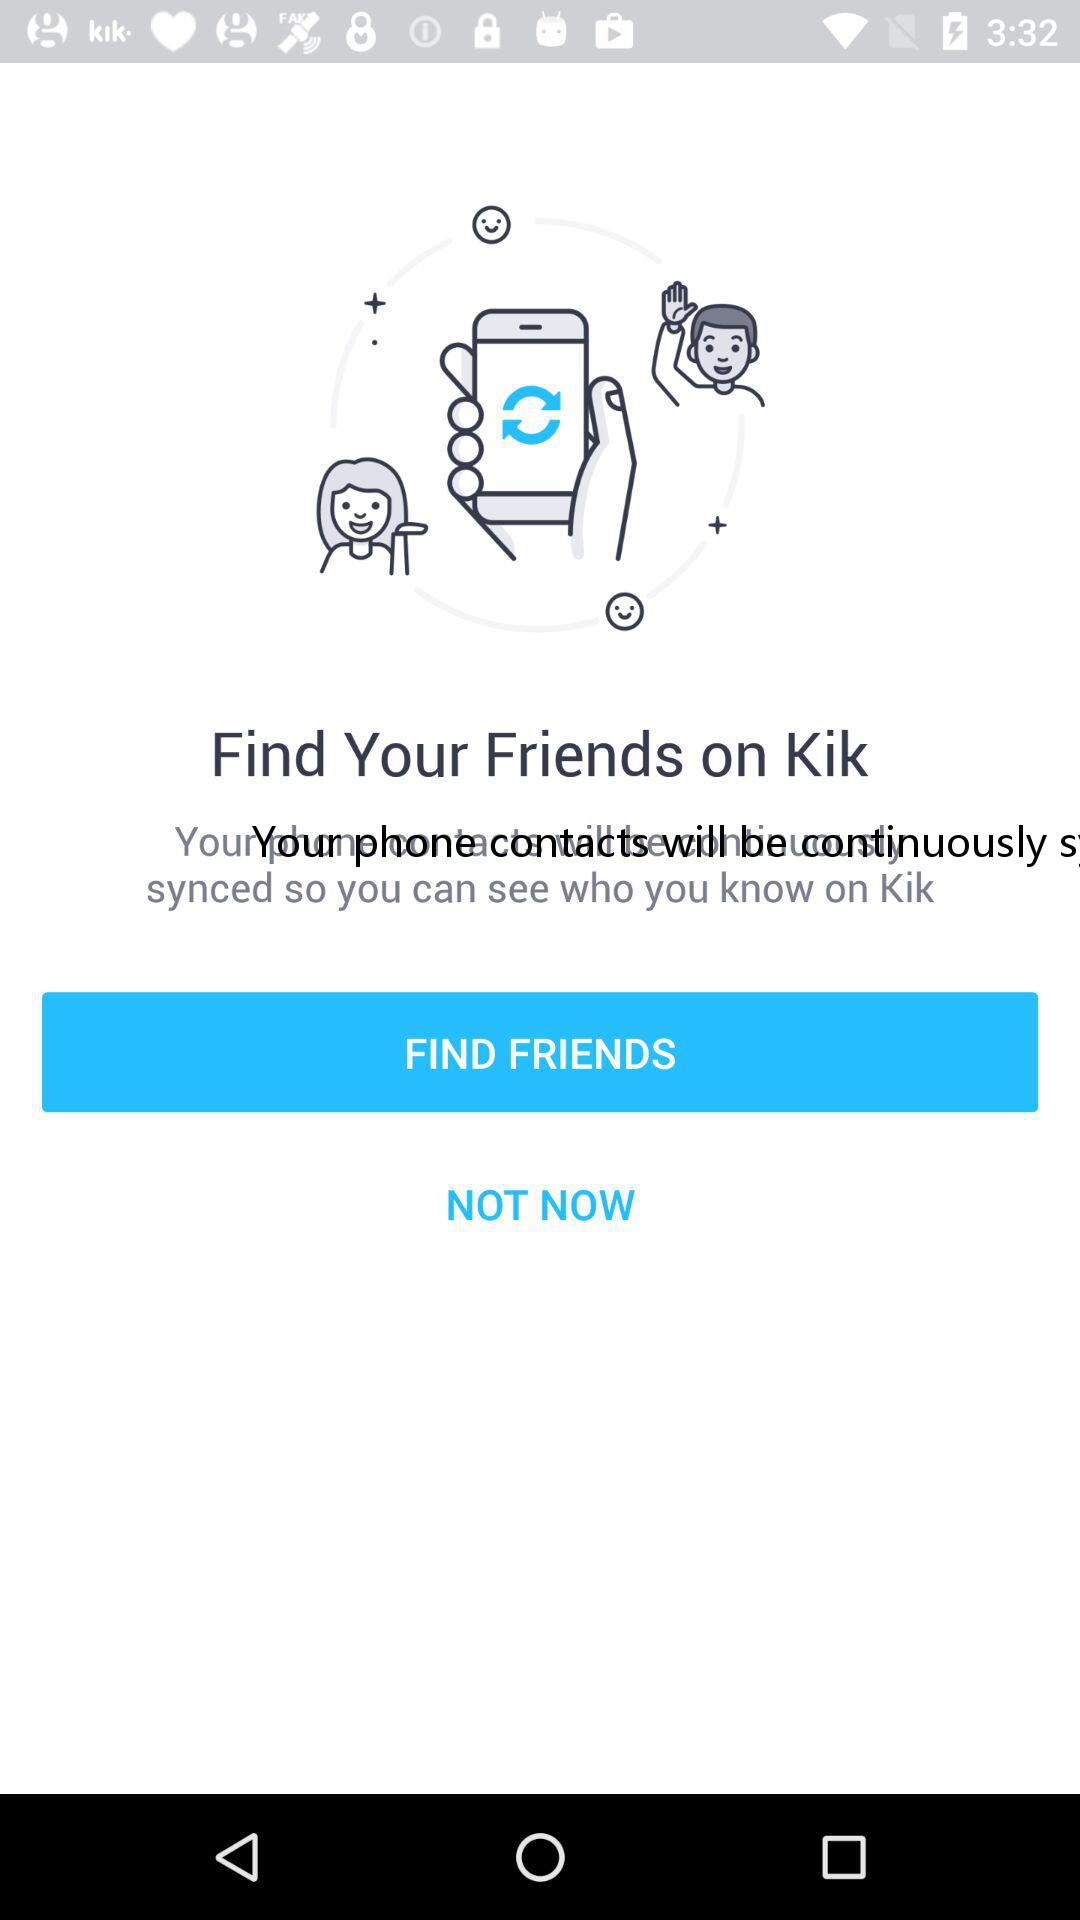 kik.
FAKE
3:32
Find Your Friends on Kik
Your phone contacts will be continuously
Your phone contacts will be continuously
synced so you can see who you know on Kik
FIND FRIENDS
NOT NOW